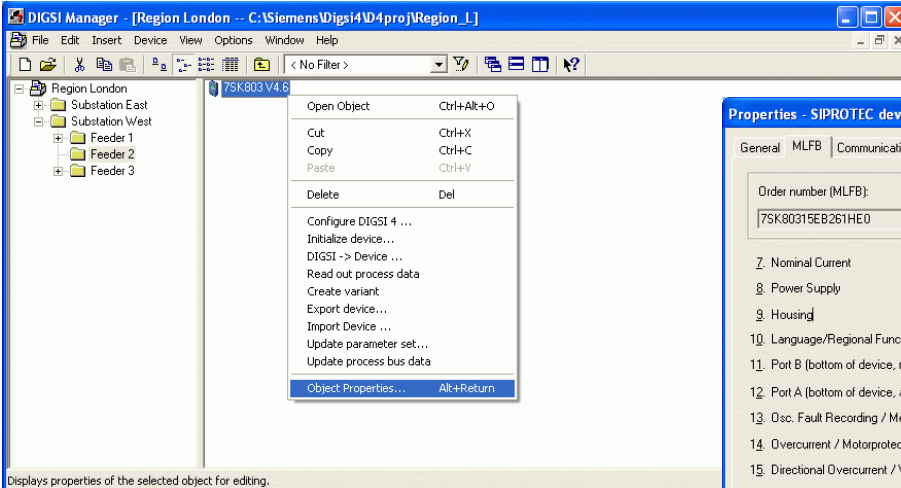 DIGSI Manager - [Region London -- C:\Siemens\Digsi4\D4proj\Region_L]
File Edit Insert Device View Options Window Help
< No Filter >
Region London
Substation East
Substation West
Feeder 1
Feeder 2
Feeder 3
7SK803 V4.6
Open Object Ctrl+Alt+O
Cut Ctrl+X
Copy Ctrl+C
Paste Ctrl+V
Delete Del
Configure DIGSI 4 ...
Initialize device...
DIGSI -> Device ...
Read out process data
Create variant
Export device...
Import Device ...
Update parameter set...
Update process bus data
Object Properties... Alt+Return
Displays properties of the selected object for editing.
Properties - SIPROTEC dev
General MLFB Communicati
Order number (MLFB):
7SK80315EB261HE0
7. Nominal Current
8. Power Supply
9. Housing
10. Language/Regional Func
11. Port B (bottom of device, r
12. Port A (bottom of device, a
13. Osc. Fault Recording / Me
14. Overcurrent / Motorprotec
15. Directional Overcurrent / V